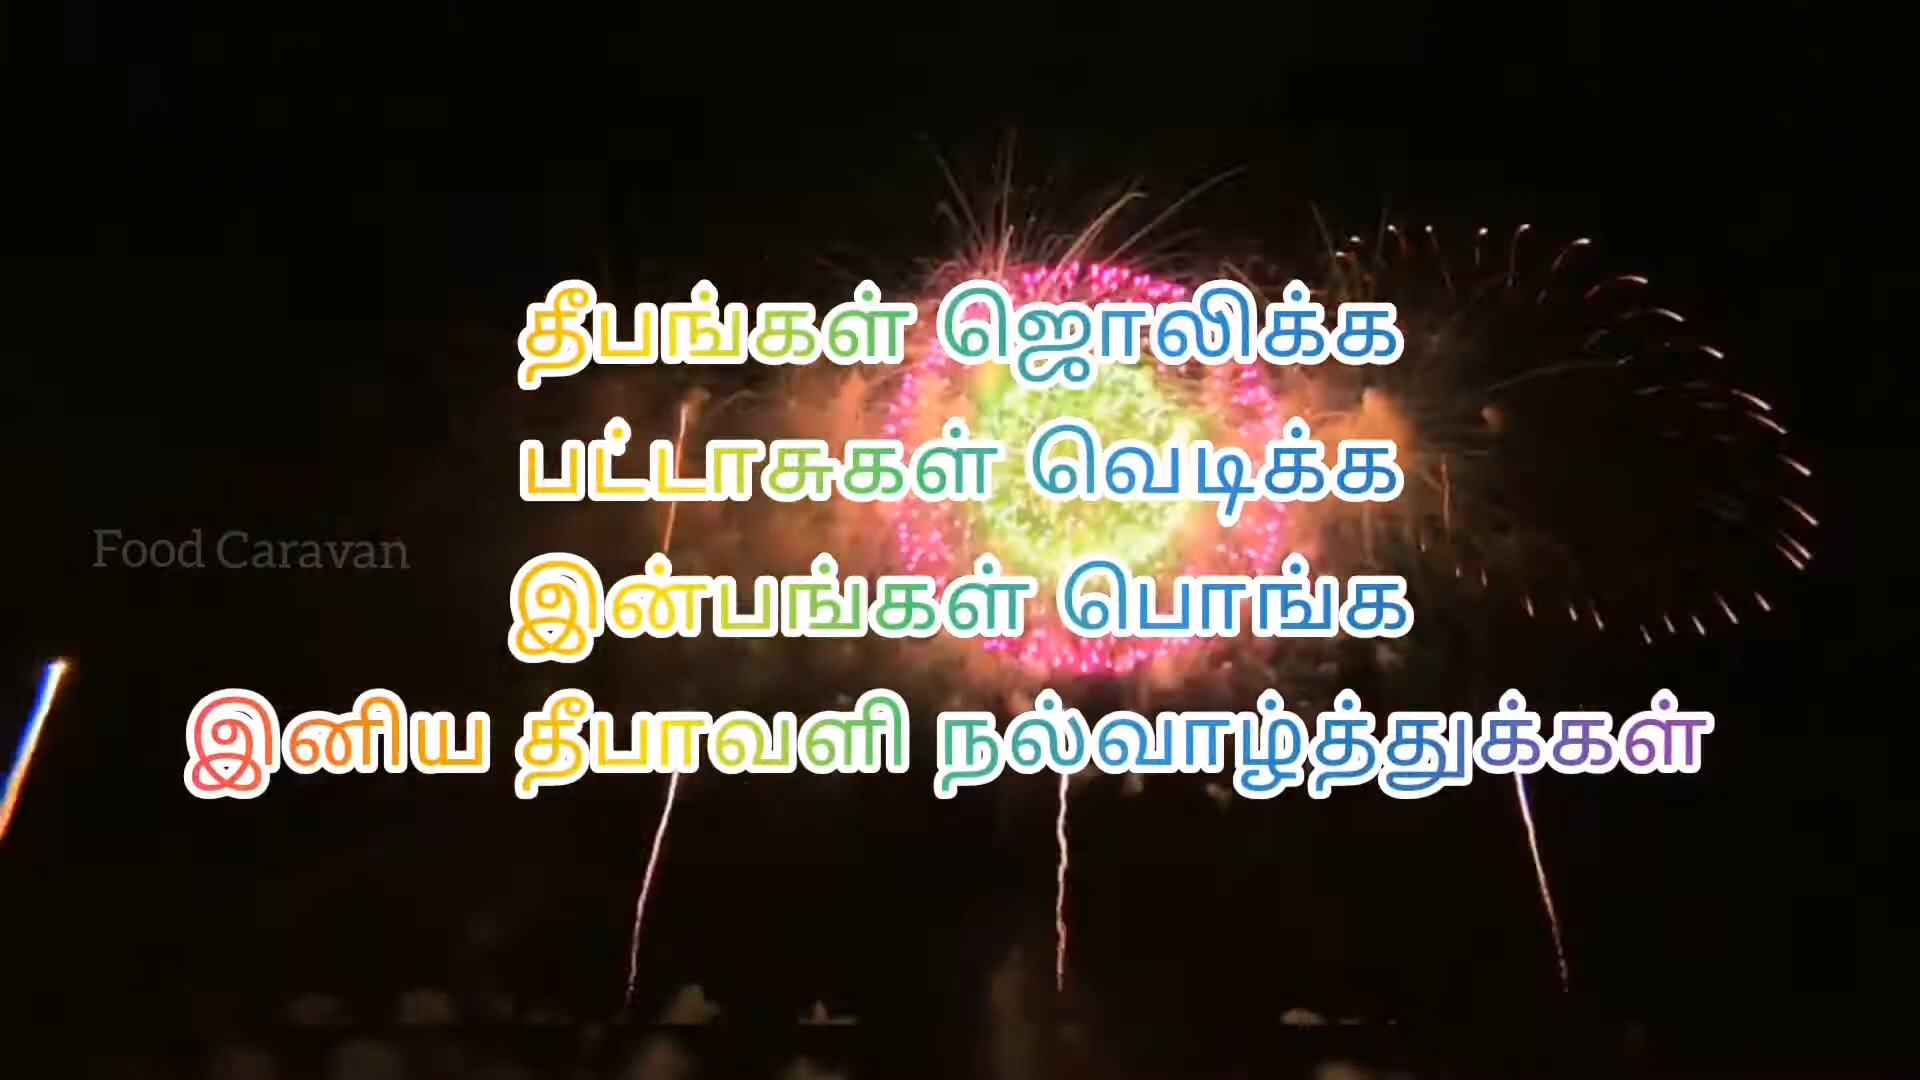 தீபங்கள் ஜொலிக்க
பட்டாசுகள் வெடிக்க
Food Caravan
இன்பங்கள் பொங்க
இனிய தீபாவளி நல்வாழ்த்துக்கள்